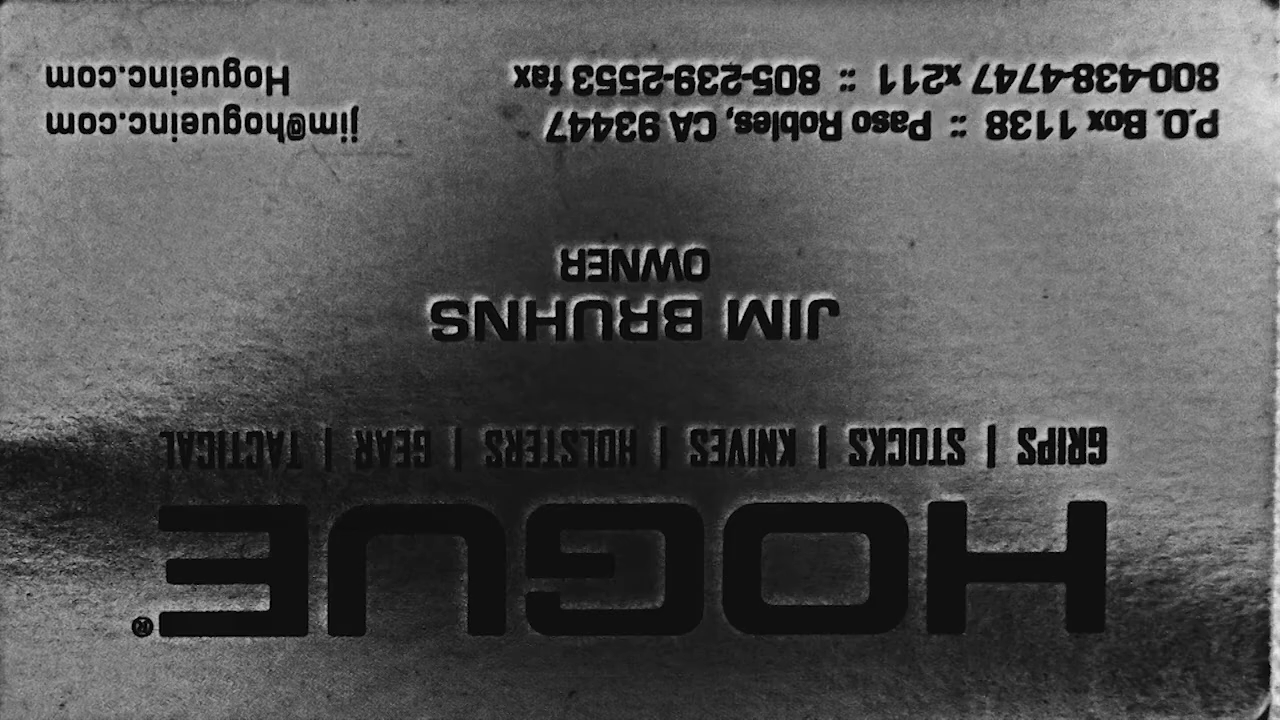 HOGUE®
GRIPS | STOCKS | KNIVES | HOLSTERS | GEAR | TACTICAL
JIM BRUHNS
OWNER
P.O. Box 1138 :: Paso Robles, CA 93447
jim@hogueinc.com
800-438-4747 x211 :: 805-239-2553 fax
Hogueinc.com